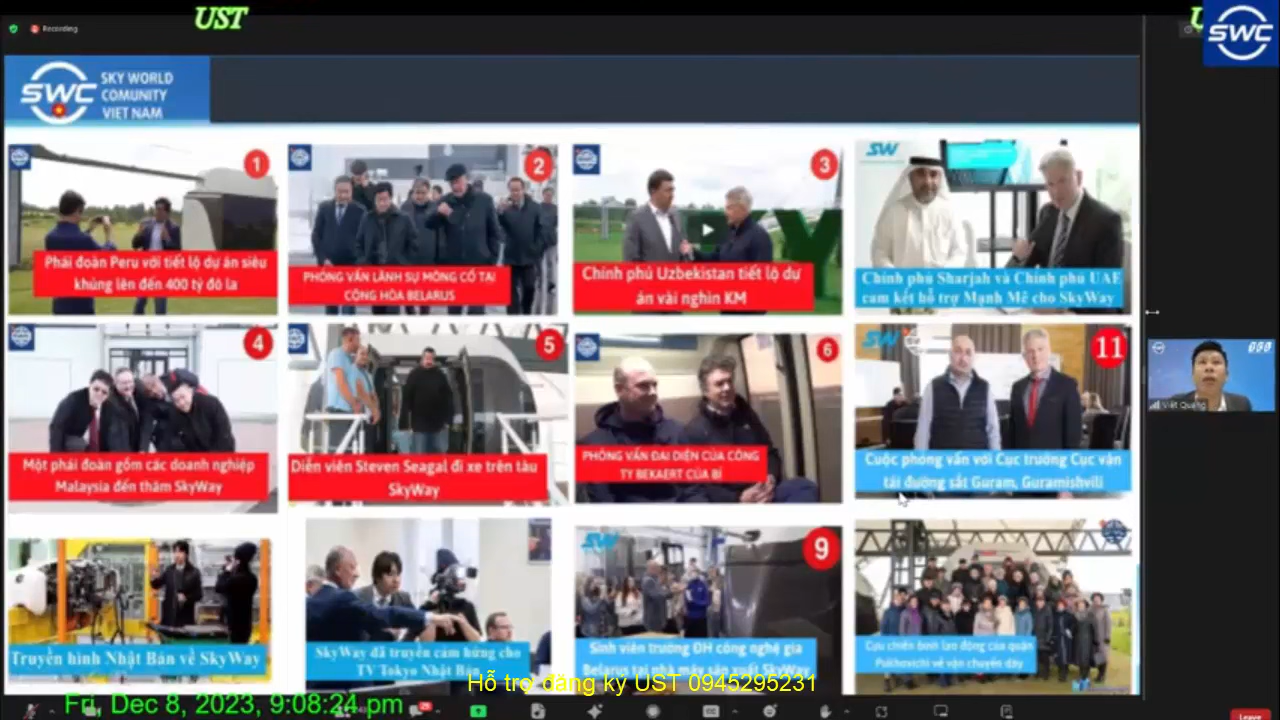 UST
Recording
SWC
SKY WORLD
COMUNITY
VIET NAM
SWC
1
Phái đoàn Peru với tiết lộ dự án siêu
khủng lên đến 400 tỷ đô la
2
PHỎNG VẤN LÃNH SỰ MÔNG CỔ TẠI
CỘNG HÒA BELARUS
3
Chính phủ Uzbekistan tiết lộ dự
án vài nghìn KM
SW
Chính phủ Sharjah và Chính phủ UAE
cam kết hỗ trợ Mạnh Mẽ cho SkyWay
4
Một phái đoàn gồm các doanh nghiệp
Malaysia đến thăm SkyWay
5
Diễn viên Steven Seagal đi xe trên tàu
SkyWay
6
PHỎNG VẤN ĐẠI DIỆN CỦA CÔNG
TY BEKAERT CỦA BỈ
SW
11
Cuộc phỏng vấn với Cục trưởng Cục vận
tải đường sắt Guram, Guramishvili
Việt Quang
Truyền hình Nhật Bản về SkyWay
SkyWay đã truyền cảm hứng cho
TV Tokyo Nhật Bản
SW
9
Sinh viên trường ĐH công nghệ gia
Belarus tại nhà máy sản xuất SkyWay
Cựu chiến binh lao động của quận
Pukhovichi về vận chuyển dây
Hỗ trợ đăng ký UST 0945295231
Fri, Dec 8, 2023, 9:08:24 pm
Leave